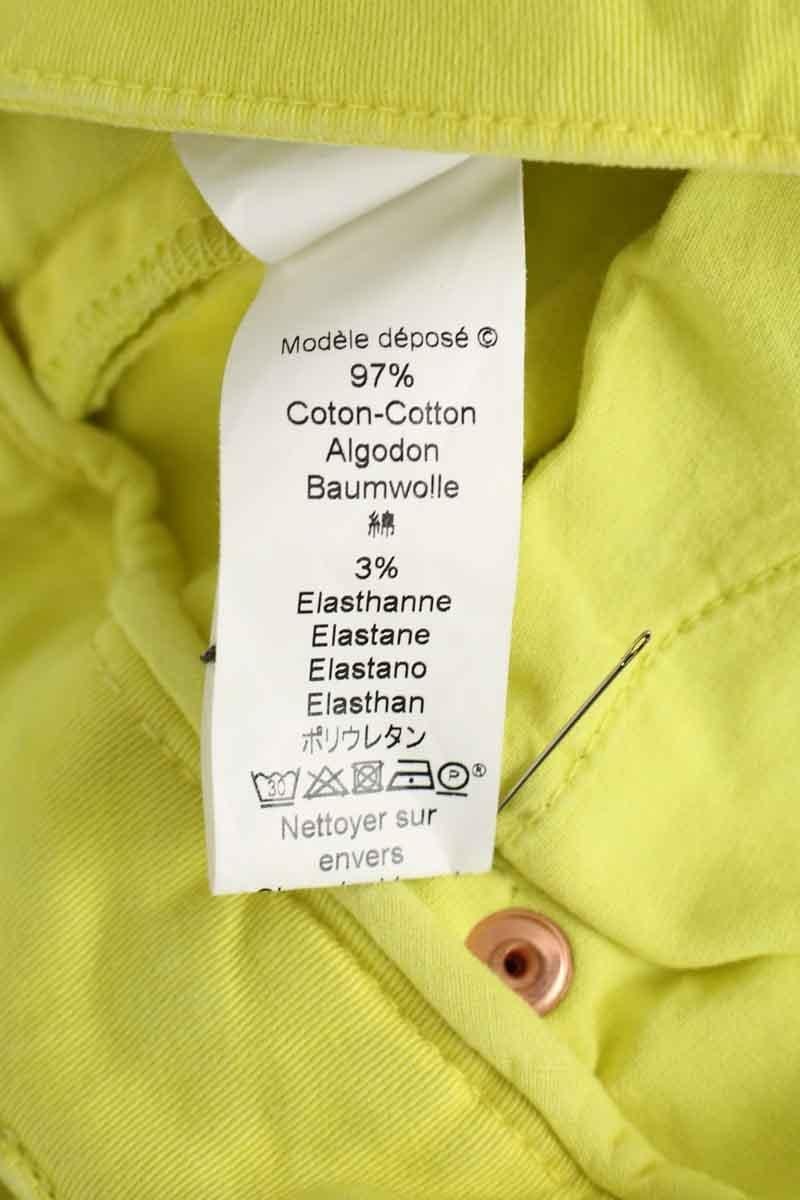 Modèle déposé ©
97%
Coton-Cotton
Algodon
Baumwolle
綿
3%
Elasthanne
Elastane
Elastano
Elasthan
ポリウレタン
30 P ®
Nettoyer sur
envers